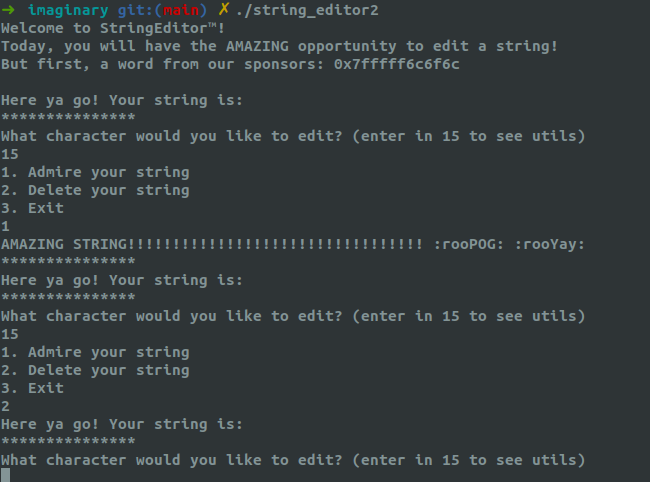 ➜ imaginary git:(main) ✗ ./string_editor2
Welcome to StringEditor™!
Today, you will have the AMAZING opportunity to edit a string!
But first, a word from our sponsors: 0x7fffff6c6f6c
Here ya go! Your string is:
***************
What character would you like to edit? (enter in 15 to see utils)
15
1. Admire your string
2. Delete your string
3. Exit
1
AMAZING STRING!!!!!!!!!!!!!!!!!!!!!!!!!!!!!!!!! :rooPOG: :rooYay:
***************
Here ya go! Your string is:
***************
What character would you like to edit? (enter in 15 to see utils)
15
1. Admire your string
2. Delete your string
3. Exit
2
Here ya go! Your string is:
***************
What character would you like to edit? (enter in 15 to see utils)